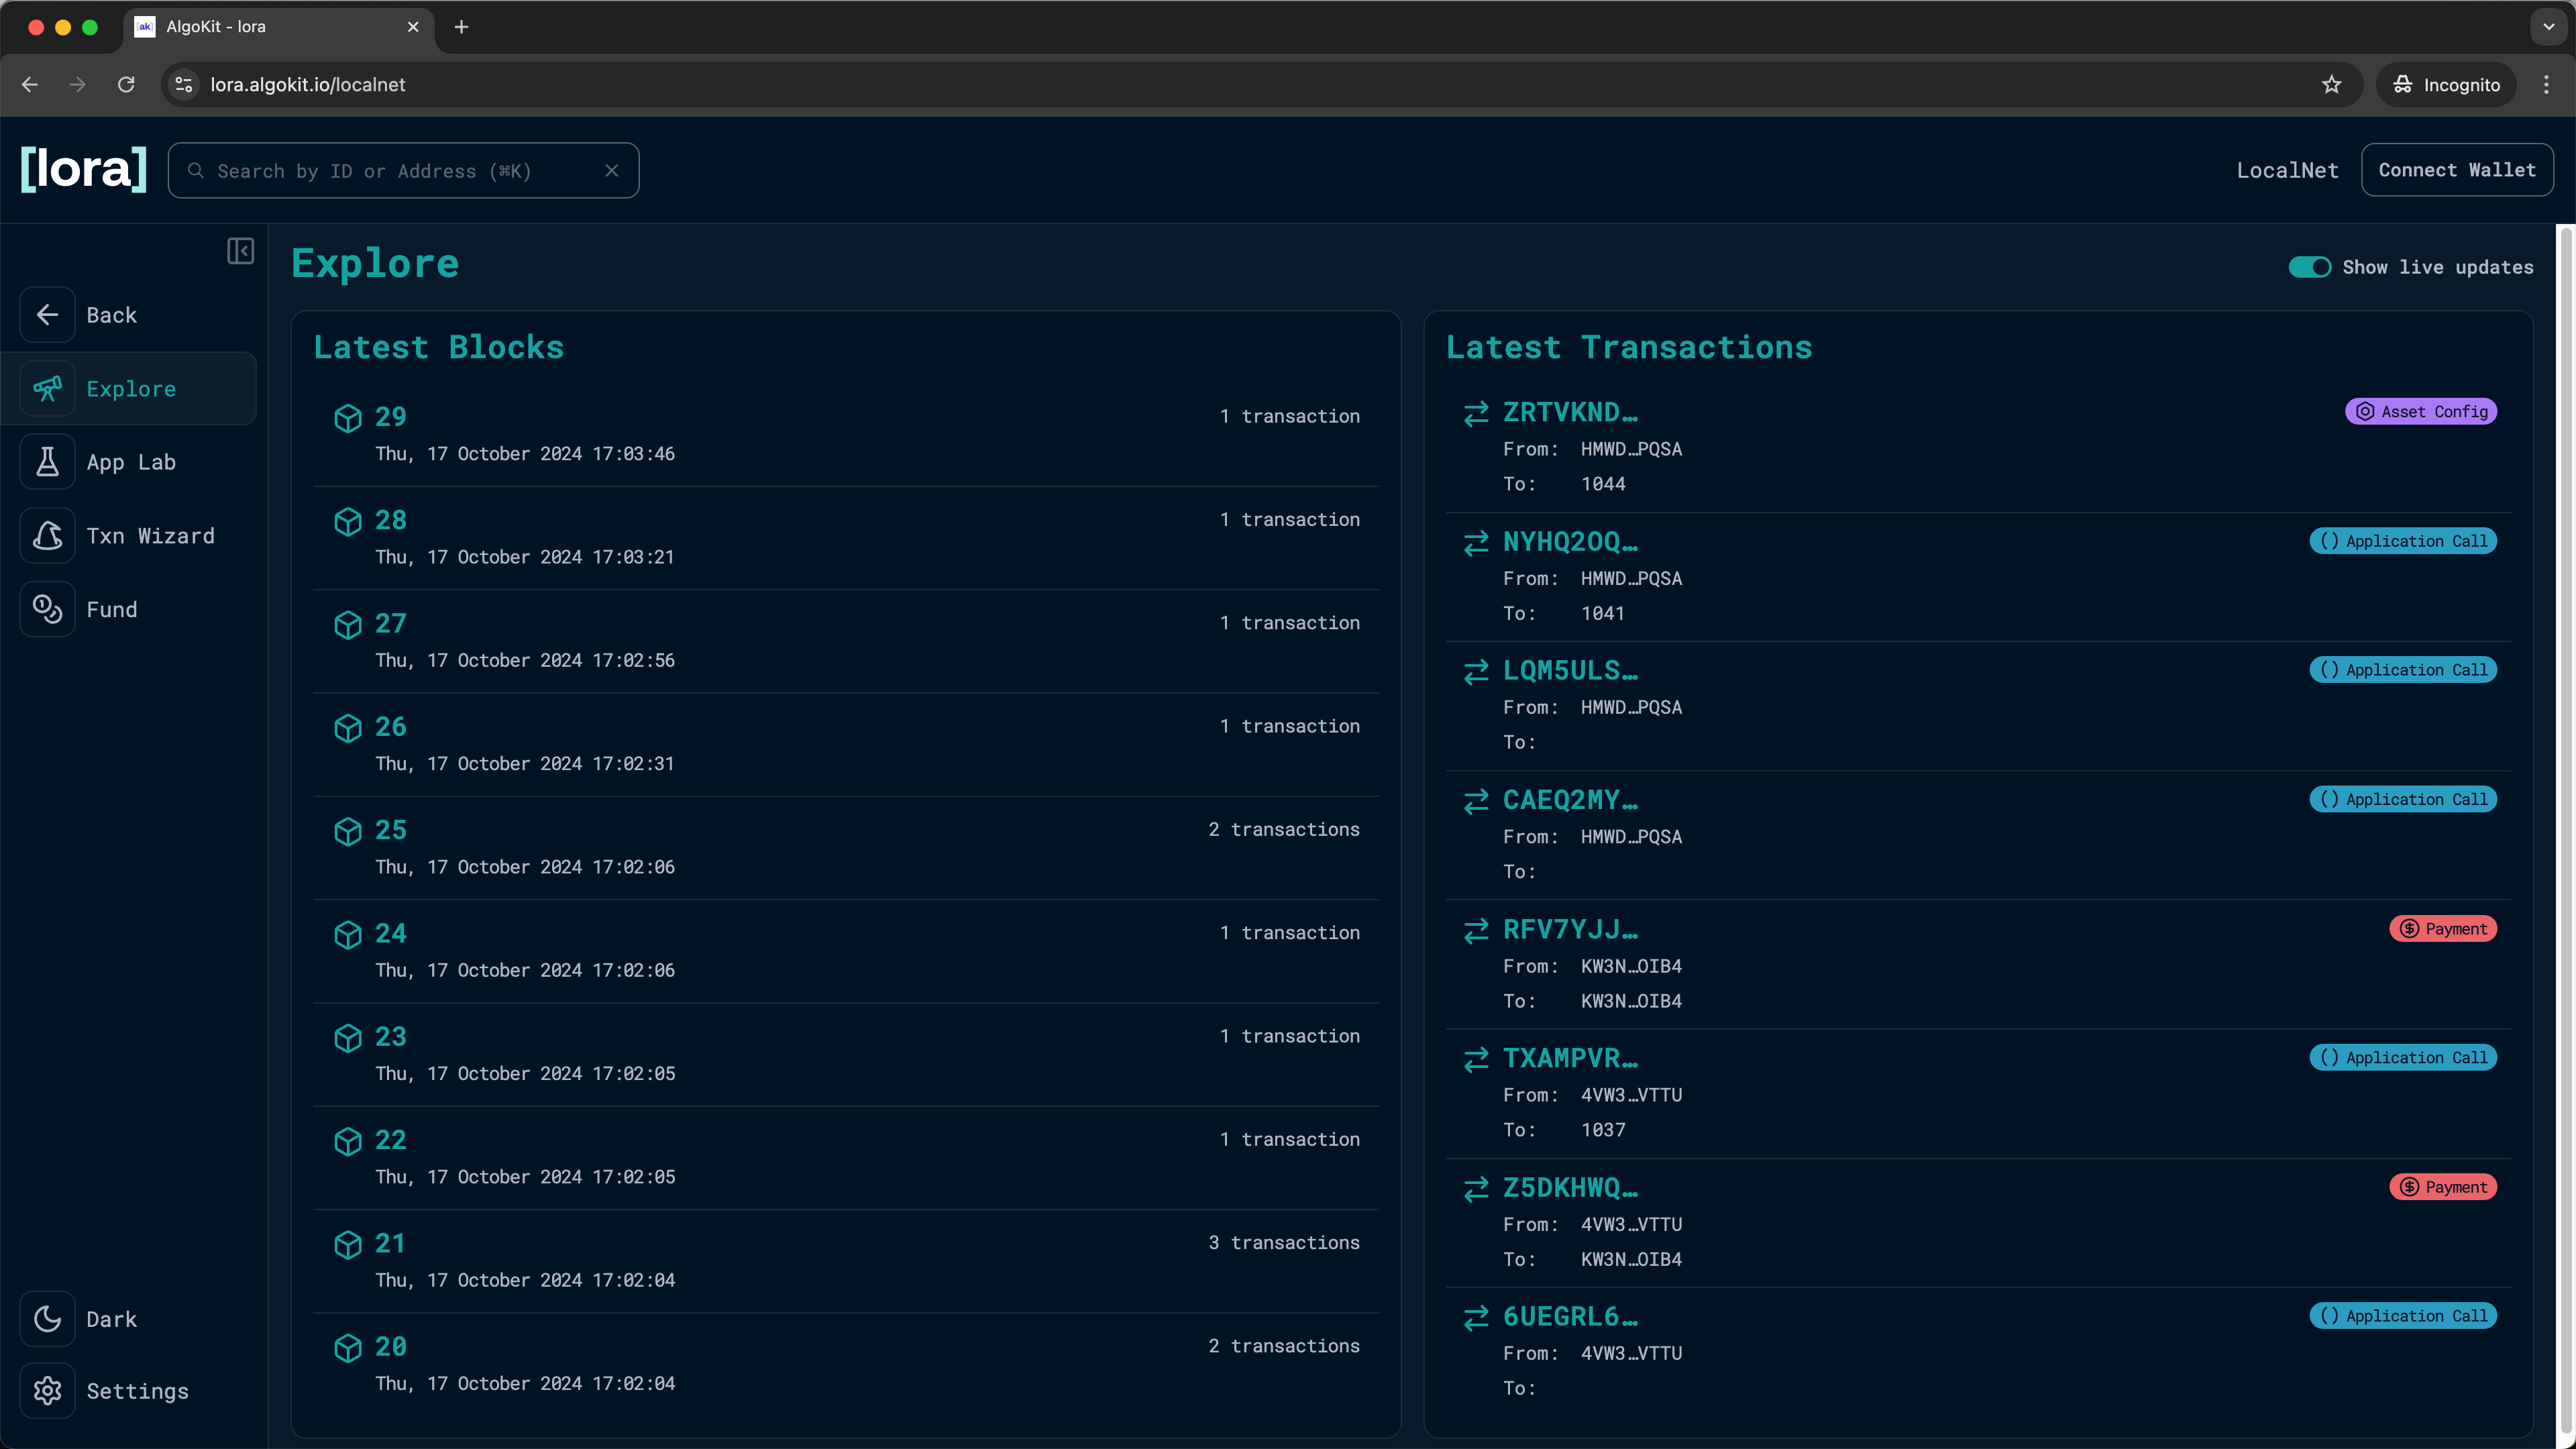 [ak] AlgoKit - lora
lora.algokit.io/localnet
Incognito
[lora]
Search by ID or Address (⌘K)
LocalNet
Connect Wallet
Back
Explore
App Lab
Txn Wizard
Fund
Dark
Settings
Explore
Show live updates
Latest Blocks
29 1 transaction
Thu, 17 October 2024 17:03:46
28 1 transaction
Thu, 17 October 2024 17:03:21
27 1 transaction
Thu, 17 October 2024 17:02:56
26 1 transaction
Thu, 17 October 2024 17:02:31
25 2 transactions
Thu, 17 October 2024 17:02:06
24 1 transaction
Thu, 17 October 2024 17:02:06
23 1 transaction
Thu, 17 October 2024 17:02:05
22 1 transaction
Thu, 17 October 2024 17:02:05
21 3 transactions
Thu, 17 October 2024 17:02:04
20 2 transactions
Thu, 17 October 2024 17:02:04
Latest Transactions
ZRTVKND… Asset Config
From: HMWD…PQSA
To: 1044
NYHQ2OQ… () Application Call
From: HMWD…PQSA
To: 1041
LQM5ULS… () Application Call
From: HMWD…PQSA
To:
CAEQ2MY… () Application Call
From: HMWD…PQSA
To:
RFV7YJJ… Payment
From: KW3N…OIB4
To: KW3N…OIB4
TXAMPVR… () Application Call
From: 4VW3…VTTU
To: 1037
Z5DKHWQ… Payment
From: 4VW3…VTTU
To: KW3N…OIB4
6UEGRL6… () Application Call
From: 4VW3…VTTU
To: